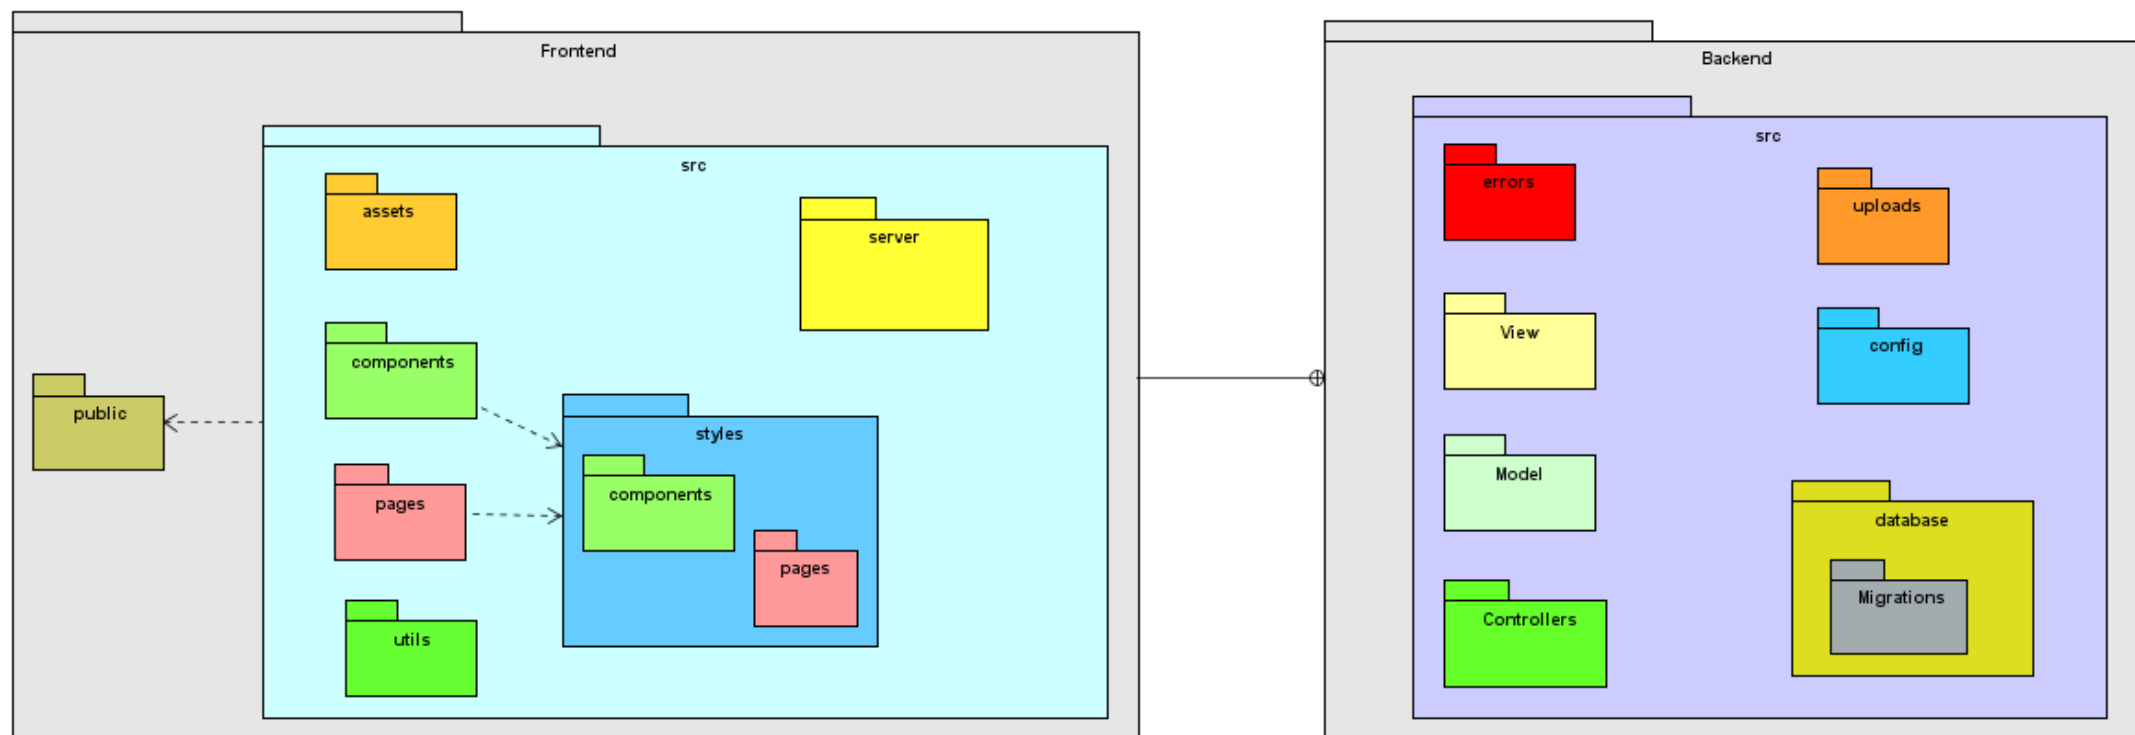 Frontend
src
assets
server
components
public
styles
components
pages
pages
utils
Backend
src
errors
uploads
View
config
Model
database
Migrations
Controllers